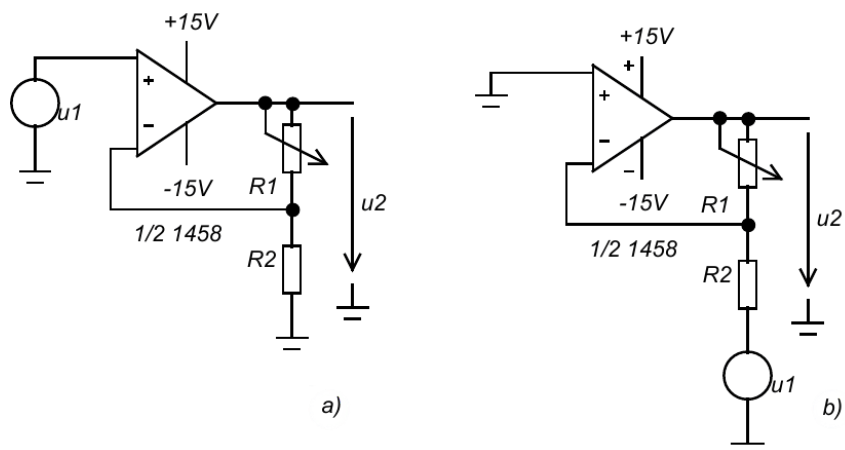 +15V
+
u1
−
R1
-15V
u2
1/2 1458
R2
a)
+15V
+
+
−
−
R1
-15V
u2
1/2 1458
R2
u1
b)